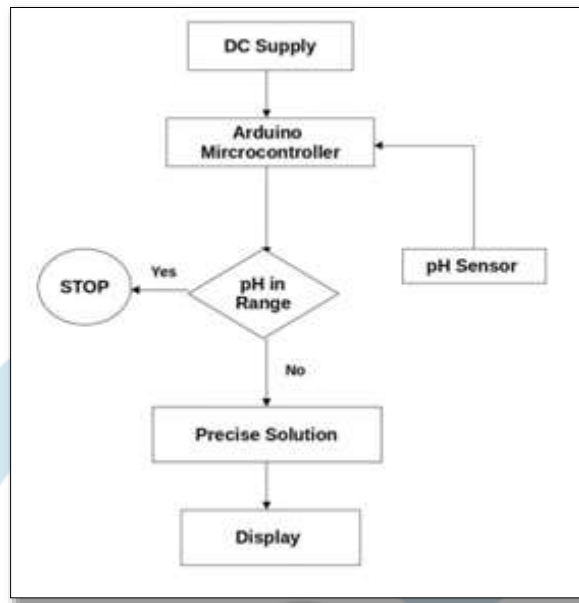 DC Supply
Arduino
Mircrocontroller
pH Sensor
Yes
STOP
pH in
Range
No
Precise Solution
Display